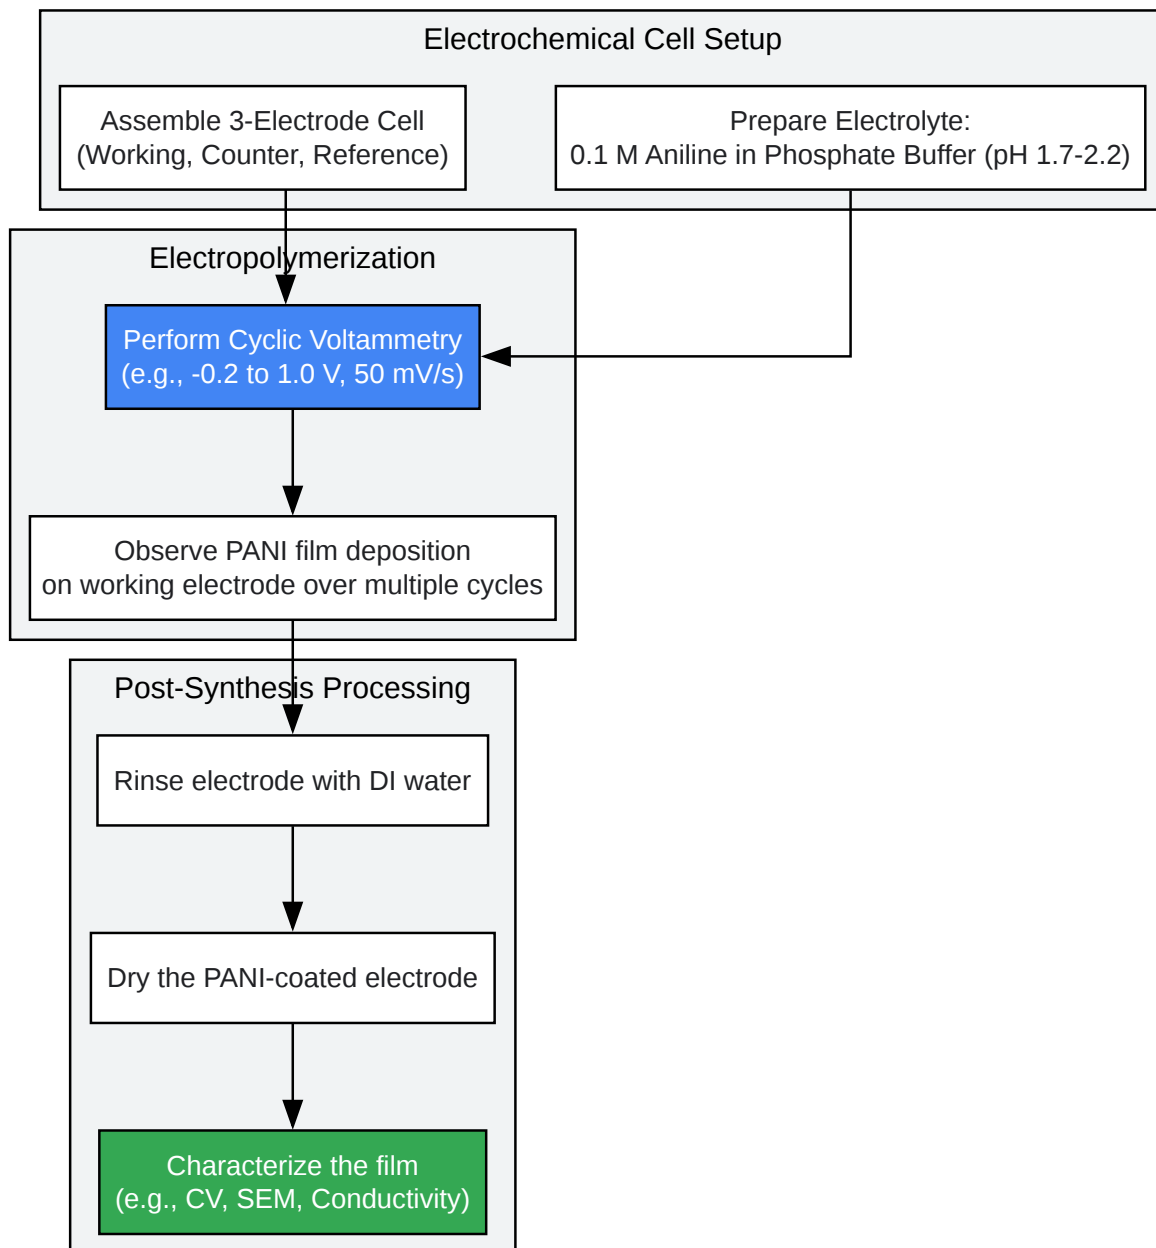 Electrochemical Cell Setup
Assemble 3-Electrode Cell
(Working, Counter, Reference)
Prepare Electrolyte:
0.1 M Aniline in Phosphate Buffer (pH 1.7-2.2)
Electropolymerization
Perform Cyclic Voltammetry
(e.g., -0.2 to 1.0 V, 50 mV/s)
Observe PANI film deposition
on working electrode over multiple cycles
Post-Synthesis Processing
Rinse electrode with DI water
Dry the PANI-coated electrode
Characterize the film
(e.g., CV, SEM, Conductivity)